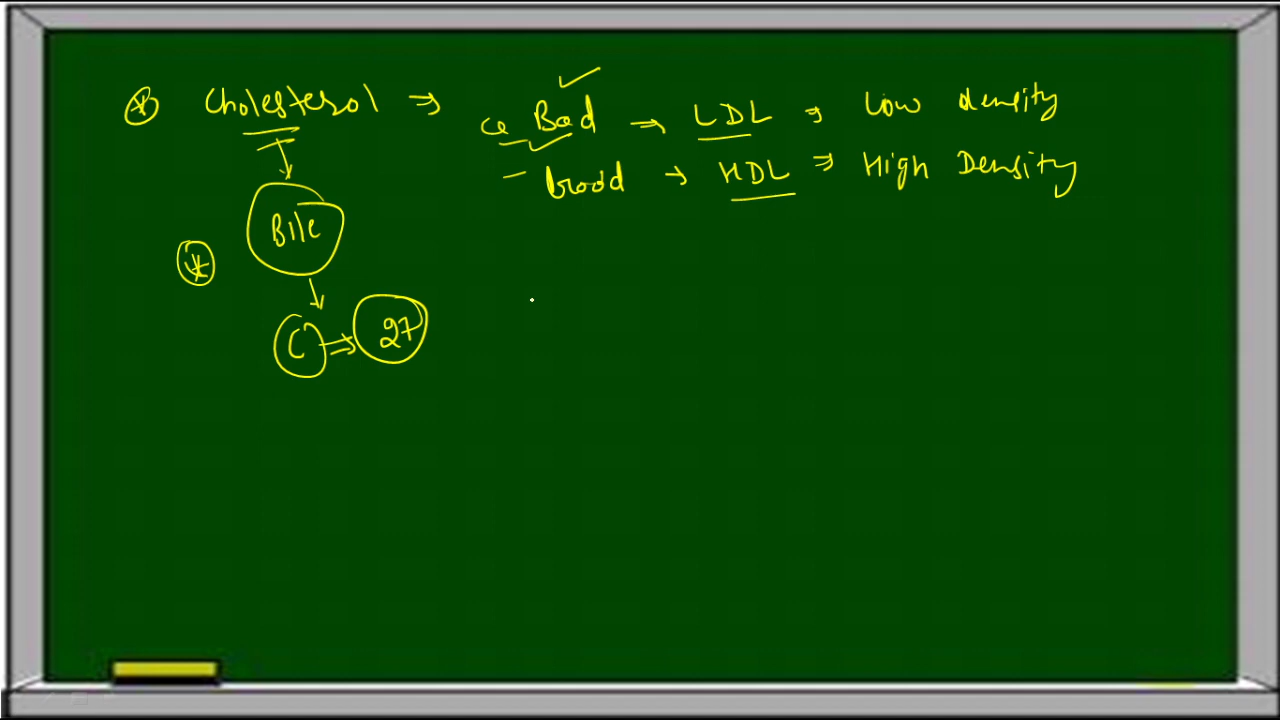 Cholesterol ⇒ Bad ⇒ LDL ⇒ Low density
Good → HDL ⇒ High Density
Bile
C ⇒ 27